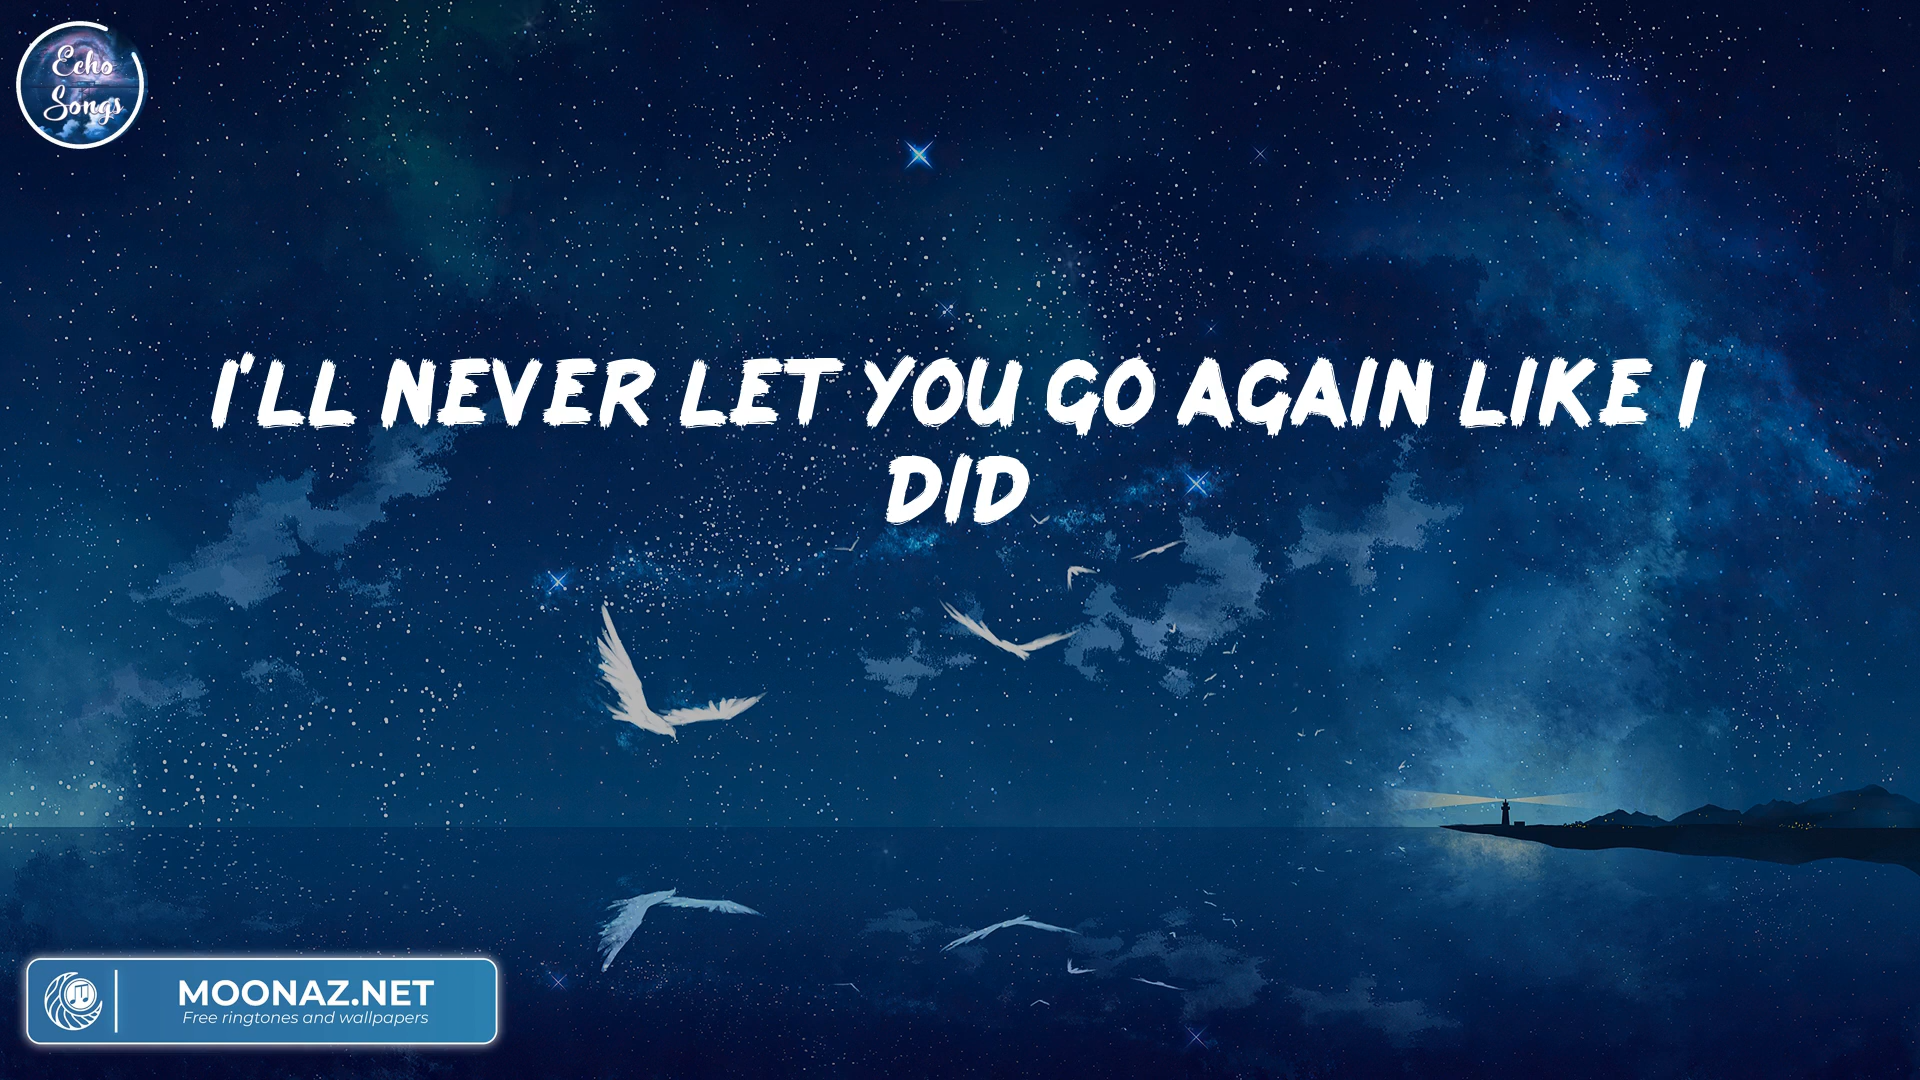 Echo
Songs
I'LL NEVER LET YOU GO AGAIN LIKE I
DID
MOONAZ.NET
Free ringtones and wallpapers